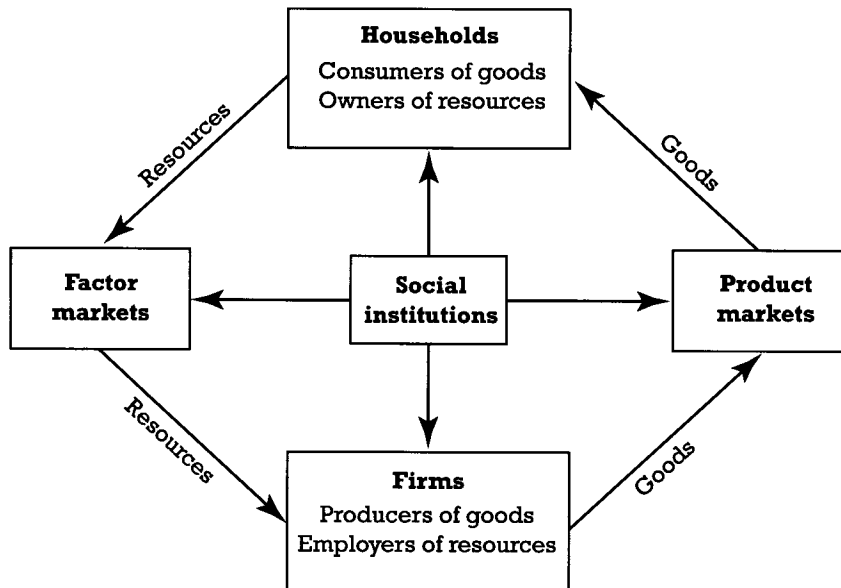 Households
Consumers of goods
Owners of resources
Resources
Goods
Factor
markets
Social
institutions
Product
markets
Resources
Goods
Firms
Producers of goods
Employers of resources